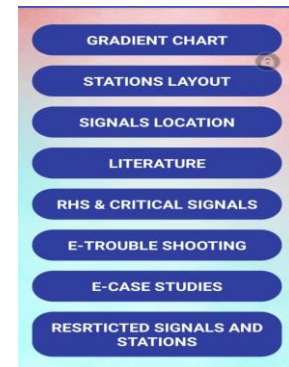 GRADIENT CHART
STATIONS LAYOUT
SIGNALS LOCATION
LITERATURE
RHS & CRITICAL SIGNALS
E-TROUBLE SHOOTING
E-CASE STUDIES
RESRTICTED SIGNALS AND
STATIONS